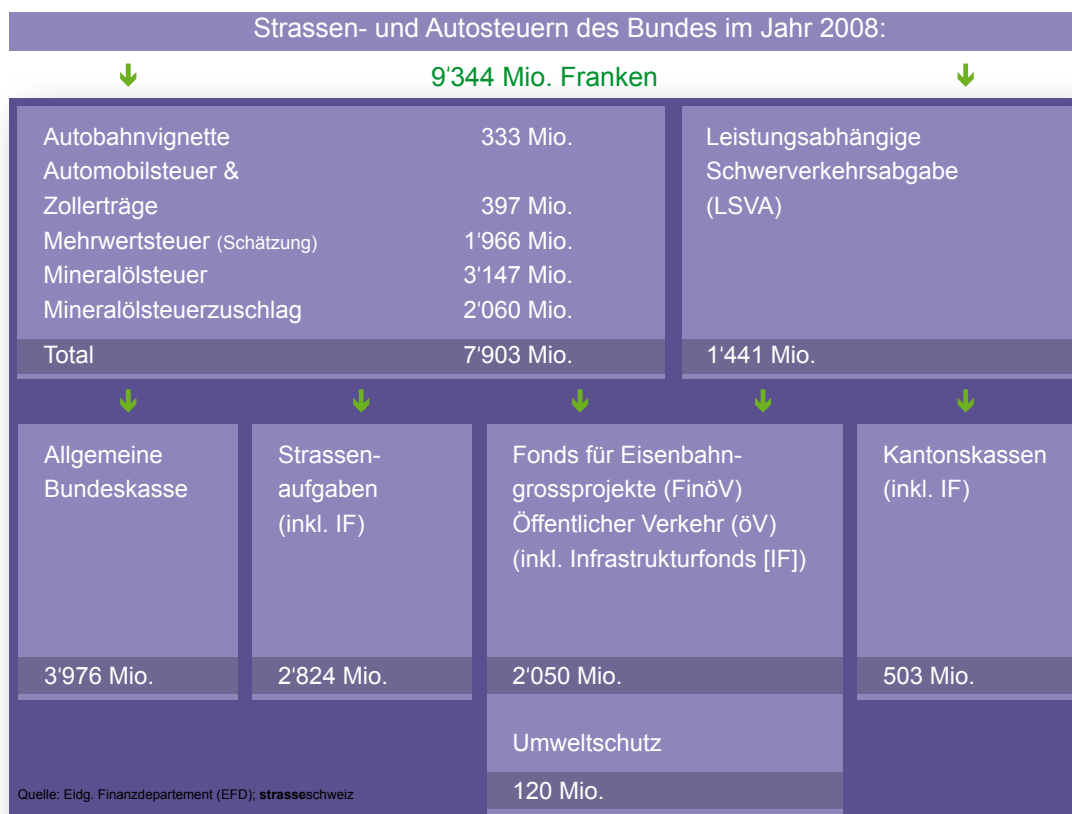 Strassen- und Autosteuern des Bundes im Jahr 2008:
9'344 Mio. Franken
Autobahnvignette 333 Mio.
Automobilsteuer &
Zollerträge 397 Mio.
Mehrwertsteuer (Schätzung) 1'966 Mio.
Mineralölsteuer 3'147 Mio.
Mineralölsteuerzuschlag 2'060 Mio.
Total 7'903 Mio.
Leistungsabhängige
Schwerverkehrsabgabe
(LSVA)
1'441 Mio.
Allgemeine
Bundeskasse
3'976 Mio.
Strassen-
aufgaben
(inkl. IF)
2'824 Mio.
Fonds für Eisenbahn-
grossprojekte (FinöV)
Öffentlicher Verkehr (öV)
(inkl. Infrastrukturfonds [IF])
2'050 Mio.
Umweltschutz
120 Mio.
Kantonskassen
(inkl. IF)
503 Mio.
Quelle: Eidg. Finanzdepartement (EFD); strasseschweiz